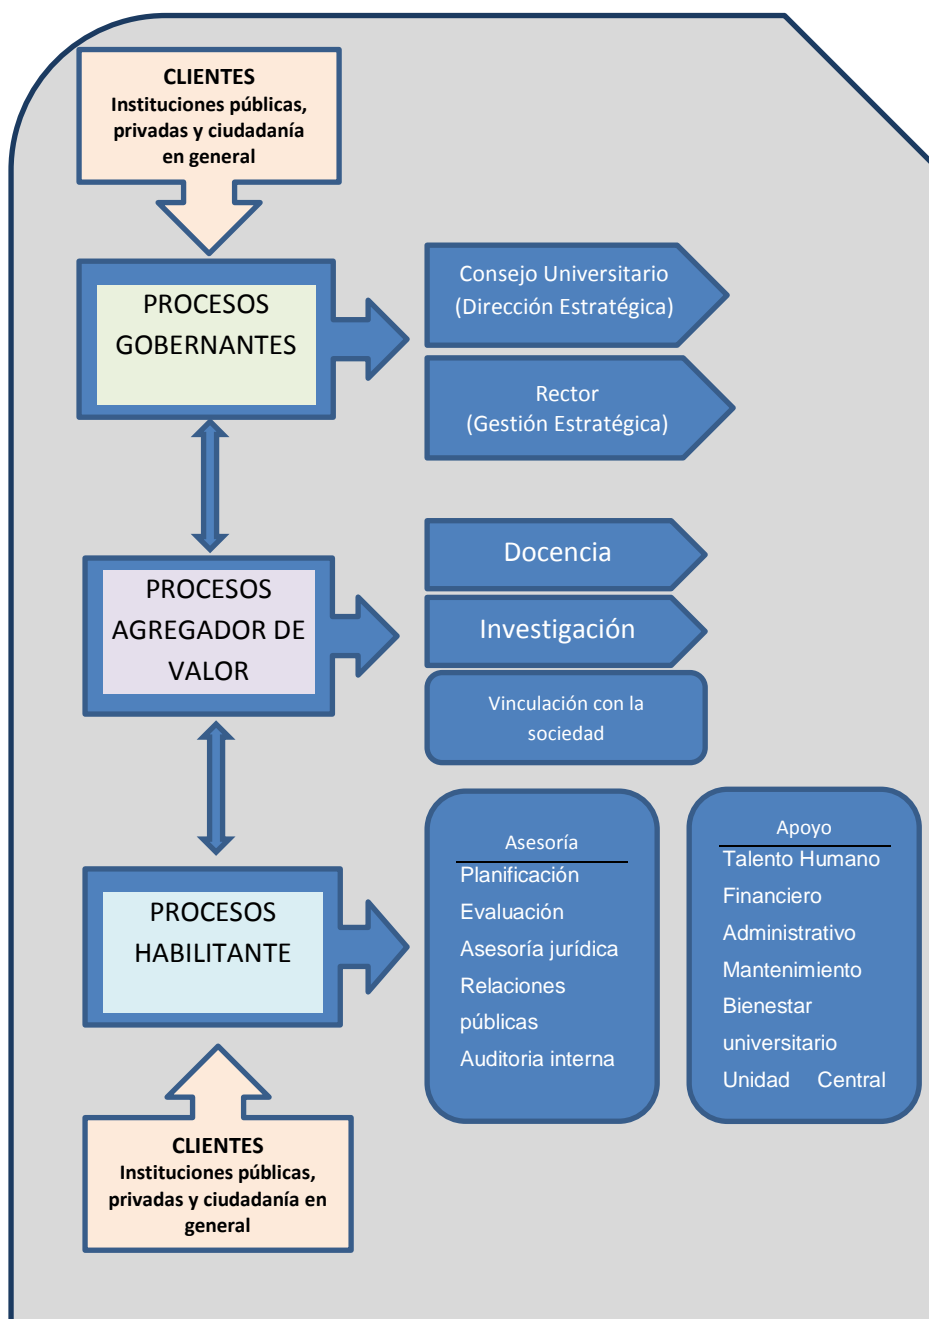 CLIENTES
Instituciones públicas,
privadas y ciudadanía
en general
PROCESOS
GOBERNANTES
Consejo Universitario
(Dirección Estratégica)
Rector
(Gestión Estratégica)
PROCESOS
AGREGADOR DE
VALOR
Docencia
Investigación
Vinculación con la
sociedad
PROCESOS
HABILITANTE
Asesoría
Planificación
Evaluación
Asesoría jurídica
Relaciones
públicas
Auditoria interna
Apoyo
Talento Humano
Financiero
Administrativo
Mantenimiento
Bienestar
universitario
Unidad Central
CLIENTES
Instituciones públicas,
privadas y ciudadanía en
general